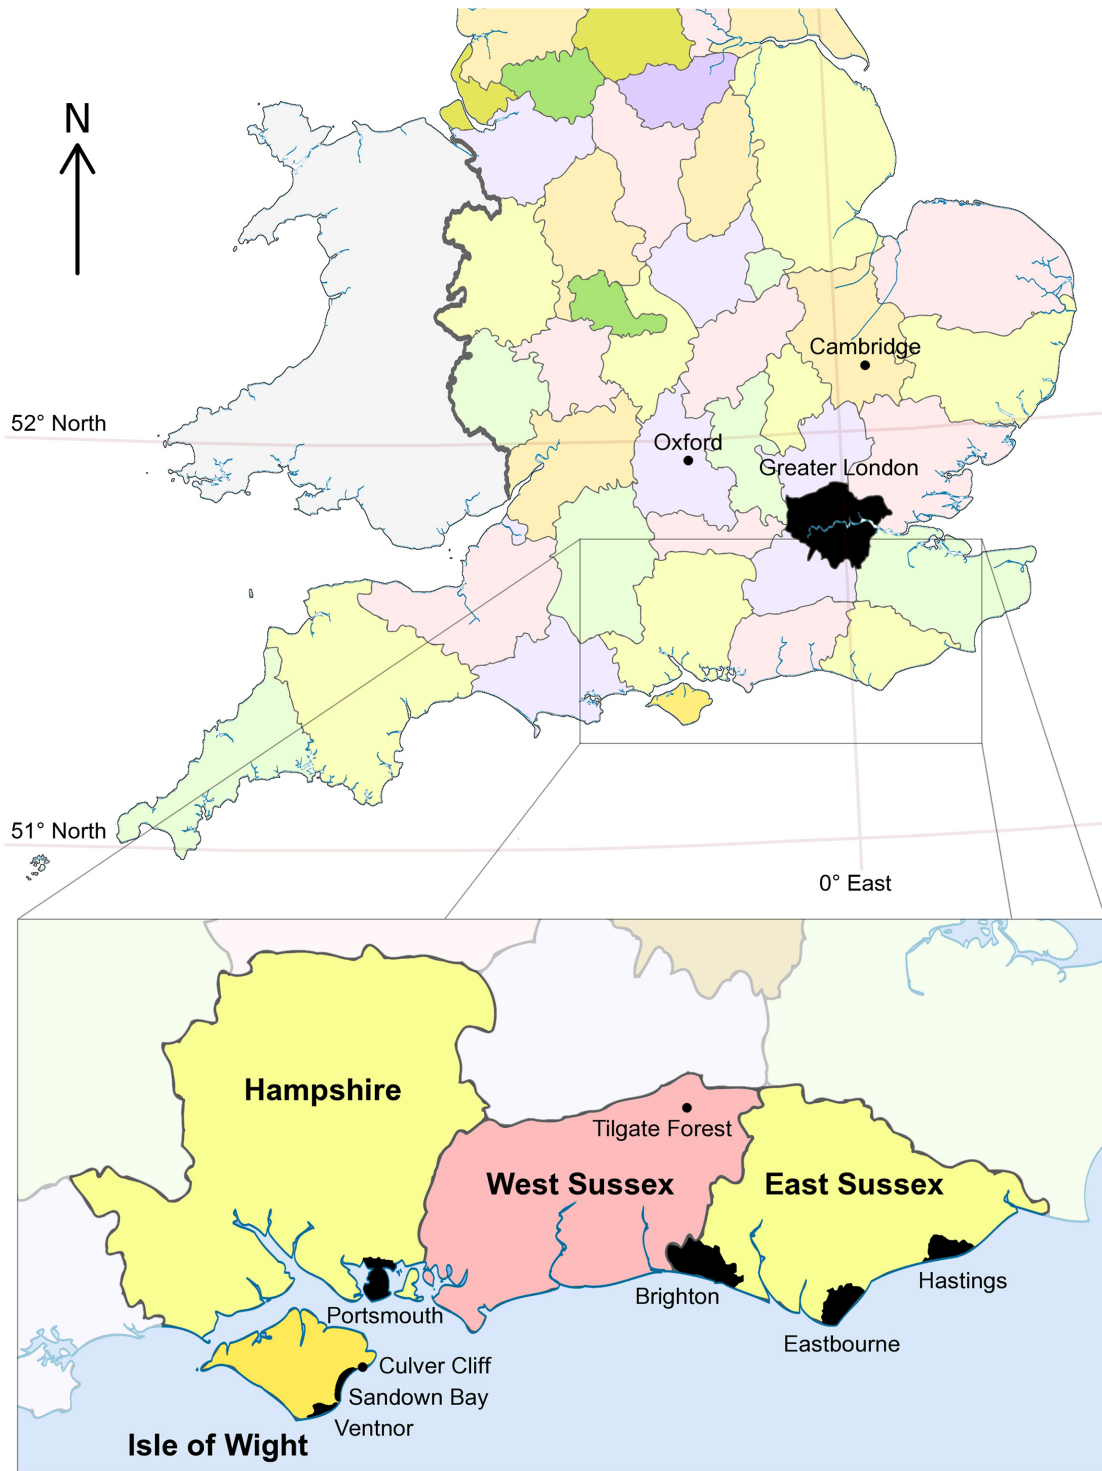 N
Cambridge
52° North
Oxford
Greater London
51° North
0° East
Hampshire
Tilgate Forest
West Sussex
East Sussex
Hastings
Brighton
Portsmouth
Eastbourne
Culver Cliff
Sandown Bay
Ventnor
Isle of Wight